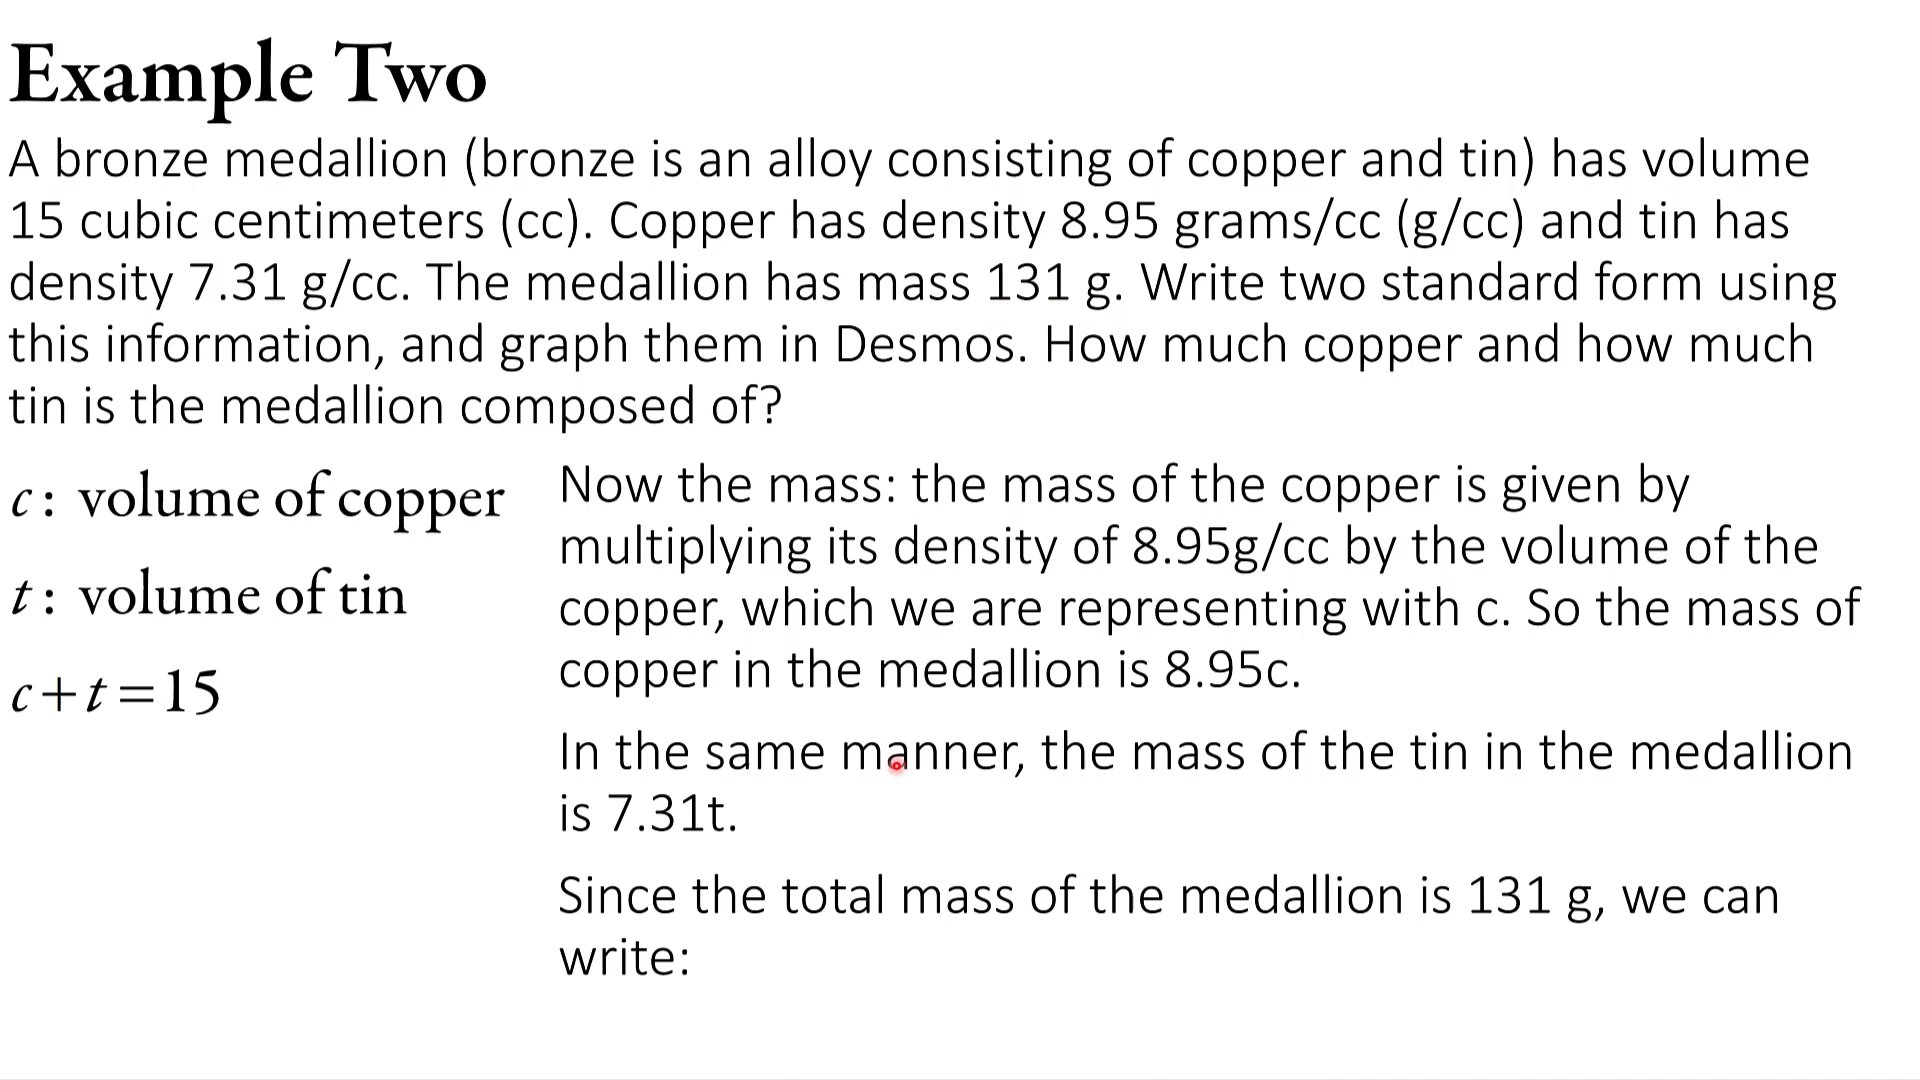 Example Two
A bronze medallion (bronze is an alloy consisting of copper and tin) has volume
15 cubic centimeters (cc). Copper has density 8.95 grams/cc (g/cc) and tin has
density 7.31 g/cc. The medallion has mass 131 g. Write two standard form using
this information, and graph them in Desmos. How much copper and how much
tin is the medallion composed of?
c: volume of copper
t: volume of tin
c+t=15
Now the mass: the mass of the copper is given by
multiplying its density of 8.95g/cc by the volume of the
copper, which we are representing with c. So the mass of
copper in the medallion is 8.95c.
In the same manner, the mass of the tin in the medallion
is 7.31t.
Since the total mass of the medallion is 131 g, we can
write: